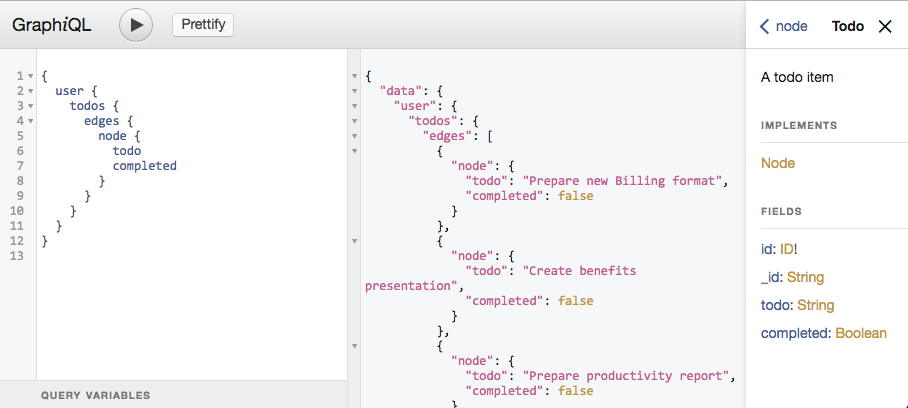 GraphiQL
Prettify
1 {
2 user {
3 todos {
4 edges {
5 node {
6 todo
7 completed
8 }
9 }
10 }
11 }
12 }
13
QUERY VARIABLES
{
"data": {
"user": {
"todos": {
"edges": [
{
"node": {
"todo": "Prepare new Billing format",
"completed": false
}
},
{
"node": {
"todo": "Create benefits
presentation",
"completed": false
}
},
{
"node": {
"todo": "Prepare productivity report",
"completed": false
}
node
Todo
A todo item
IMPLEMENTS
Node
FIELDS
id: ID!
_id: String
todo: String
completed: Boolean